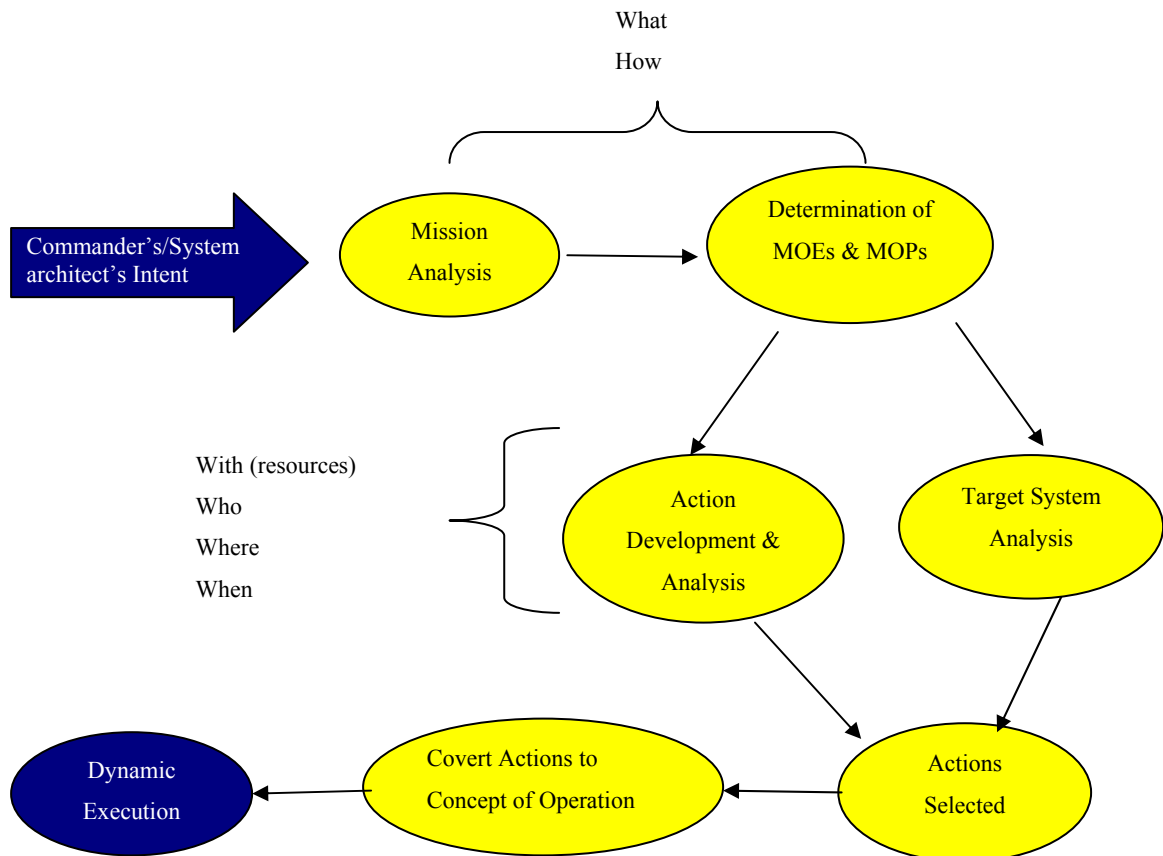 What
How
Commander's/System
architect's Intent
Mission
Analysis
Determination of
MOEs & MOPs
With (resources)
Who
Where
When
Action
Development &
Analysis
Target System
Analysis
Dynamic
Execution
Covert Actions to
Concept of Operation
Actions
Selected